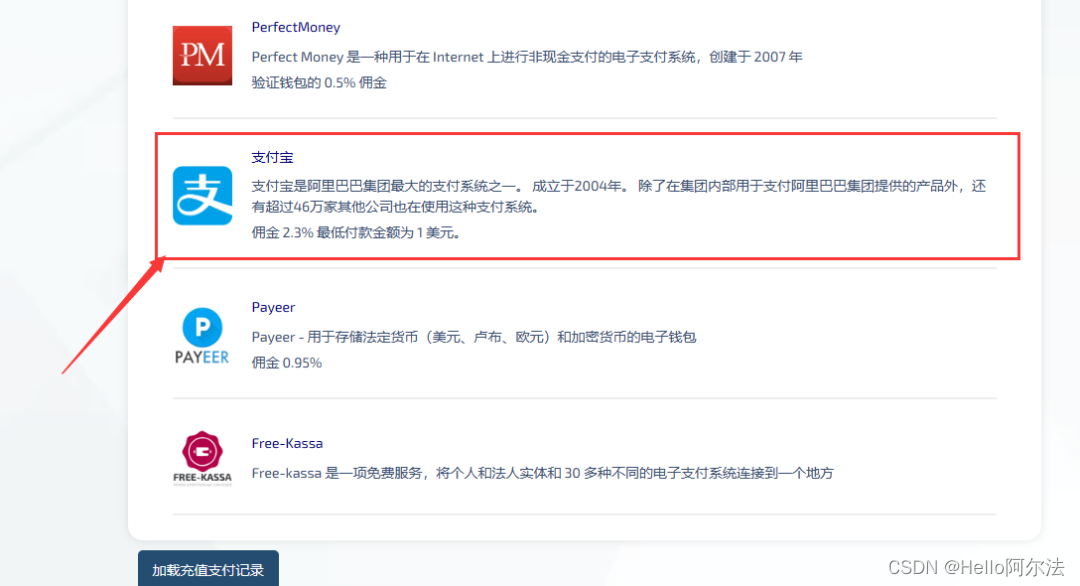 PerfectMoney
PM
Perfect Money 是一种用于在 Internet 上进行非现金支付的电子支付系统，创建于 2007 年
验证钱包的 0.5% 佣金
支付宝
支
支付宝是阿里巴巴集团最大的支付系统之一。 成立于2004年。 除了在集团内部用于支付阿里巴巴集团提供的产品外，还
有超过46万家其他公司也在使用这种支付系统。
佣金 2.3% 最低付款金额为 1 美元。
Payeer
P
PAYEER
Payeer - 用于存储法定货币（美元、卢布、欧元）和加密货币的电子钱包
佣金 0.95%
Free-Kassa
FREE-KASSA
Free-kassa 是一项免费服务，将个人和法人实体和 30 多种不同的电子支付系统连接到一个地方
加载充值支付记录
CSDN @Hello阿尔法